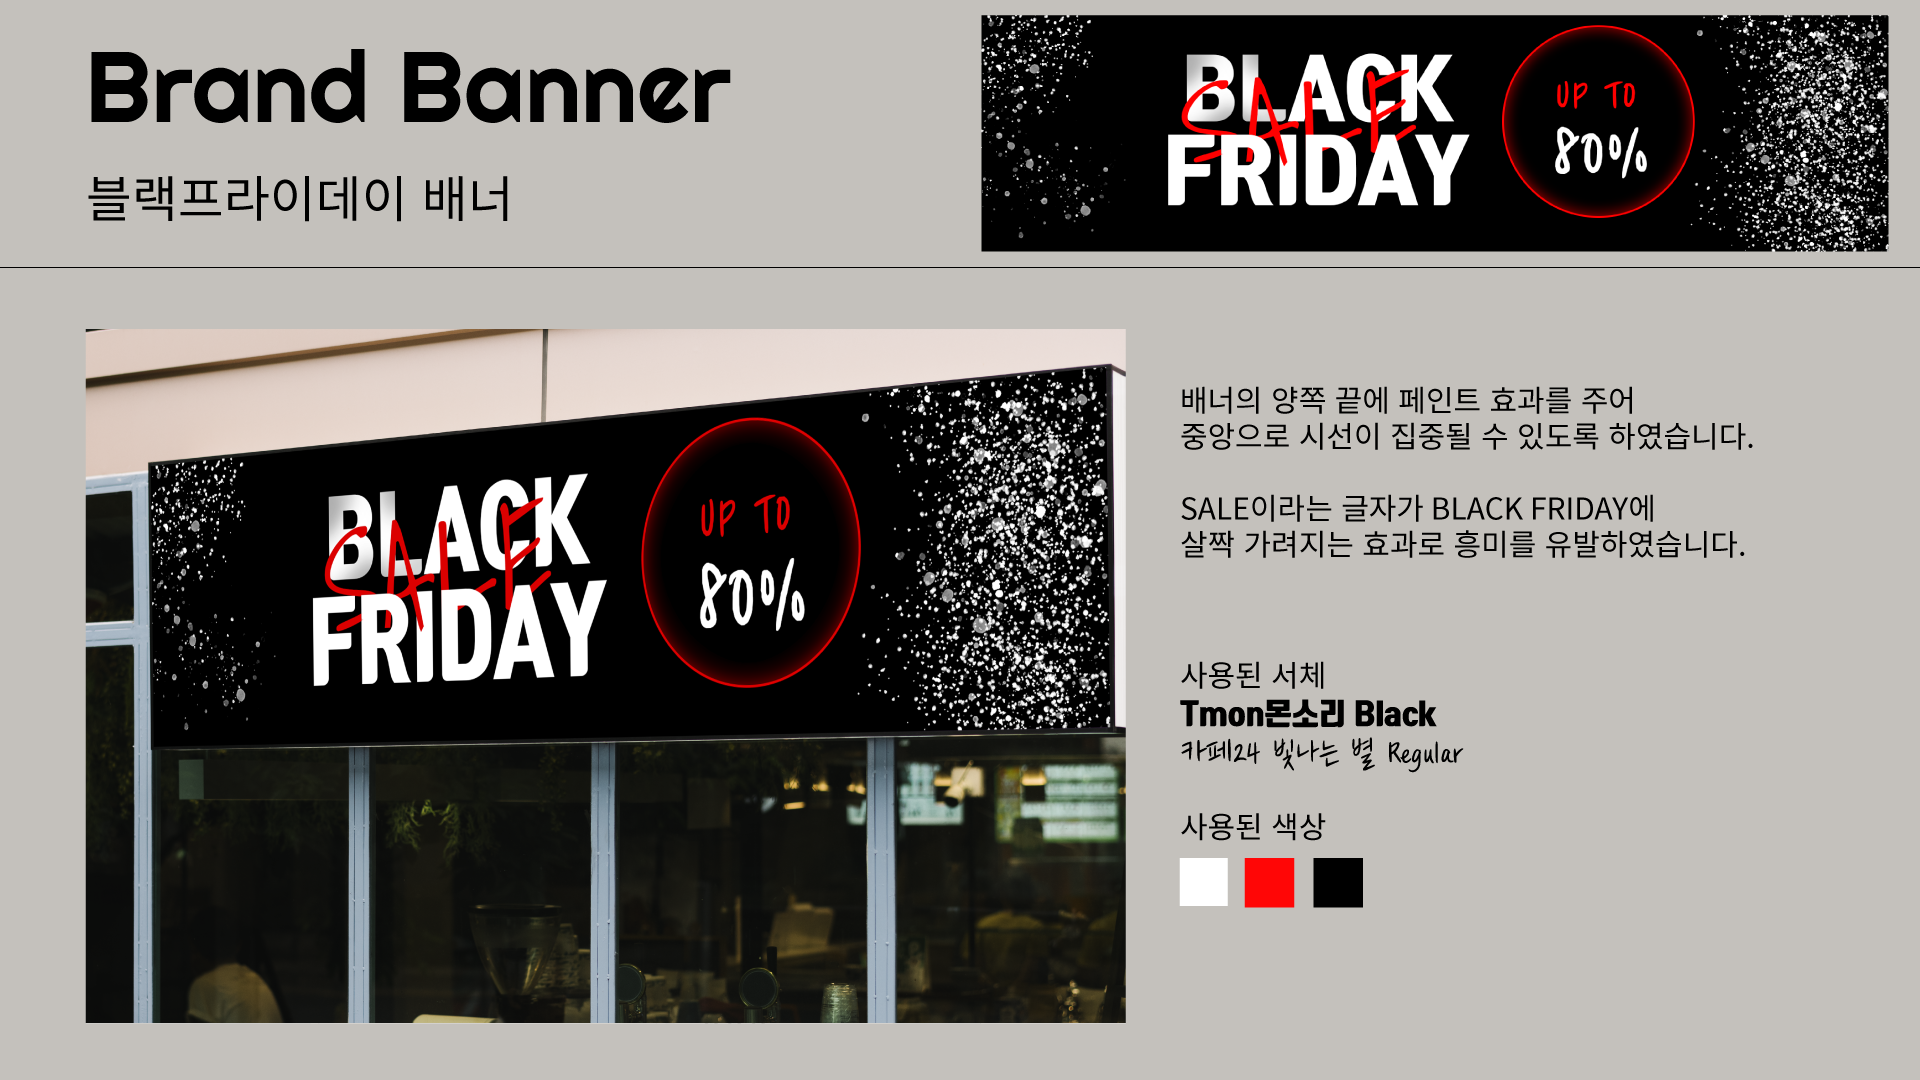 Brand Banner
블랙프라이데이 배너
BLACK
SALE
FRIDAY
UP TO
80%
BLACK
SALE
FRIDAY
UP TO
80%
배너의 양쪽 끝에 페인트 효과를 주어
중앙으로 시선이 집중될 수 있도록 하였습니다.
SALE이라는 글자가 BLACK FRIDAY에
살짝 가려지는 효과로 흥미를 유발하였습니다.
사용된 서체
Tmon몬소리 Black
카페24 빛나는 별 Regular
사용된 색상